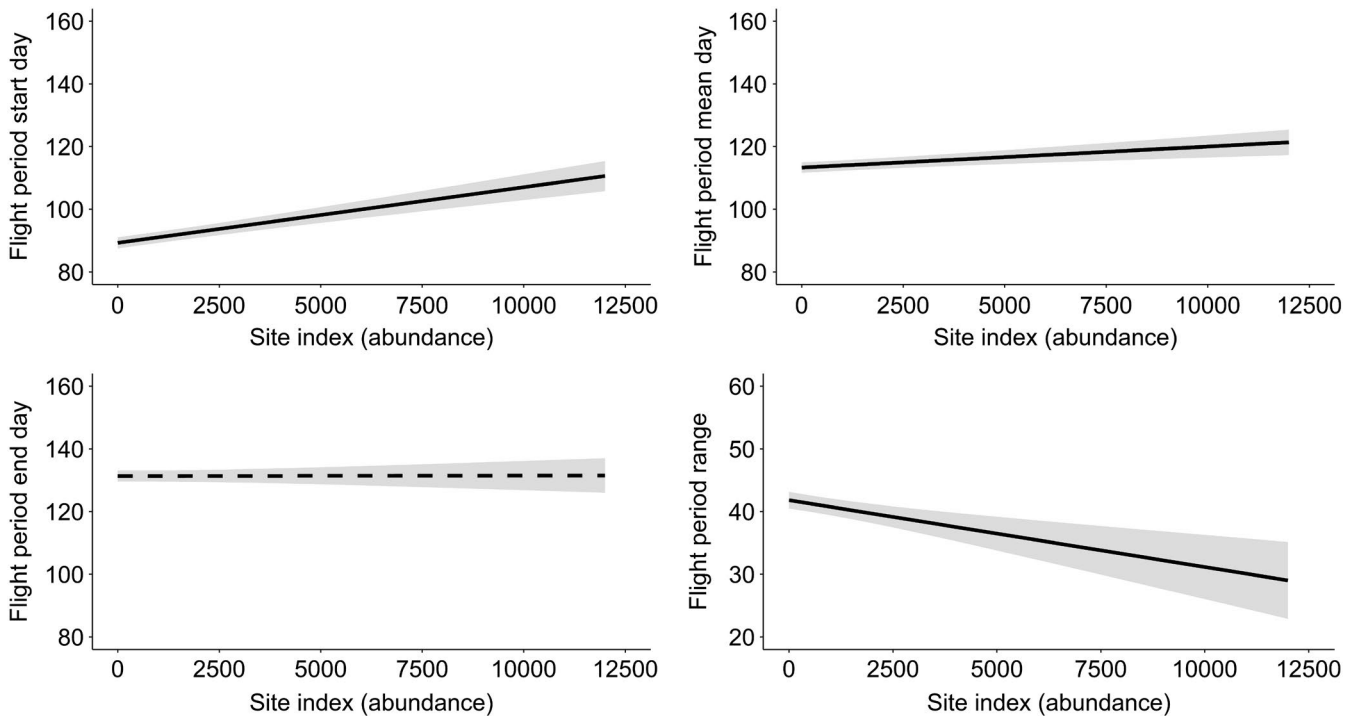 Flight period start day
160
140
120
100
80
0 2500 5000 7500 10000 12500
Site index (abundance)
Flight period mean day
160
140
120
100
80
0 2500 5000 7500 10000 12500
Site index (abundance)
Flight period end day
160
140
120
100
80
0 2500 5000 7500 10000 12500
Site index (abundance)
Flight period range
60
50
40
30
20
0 2500 5000 7500 10000 12500
Site index (abundance)